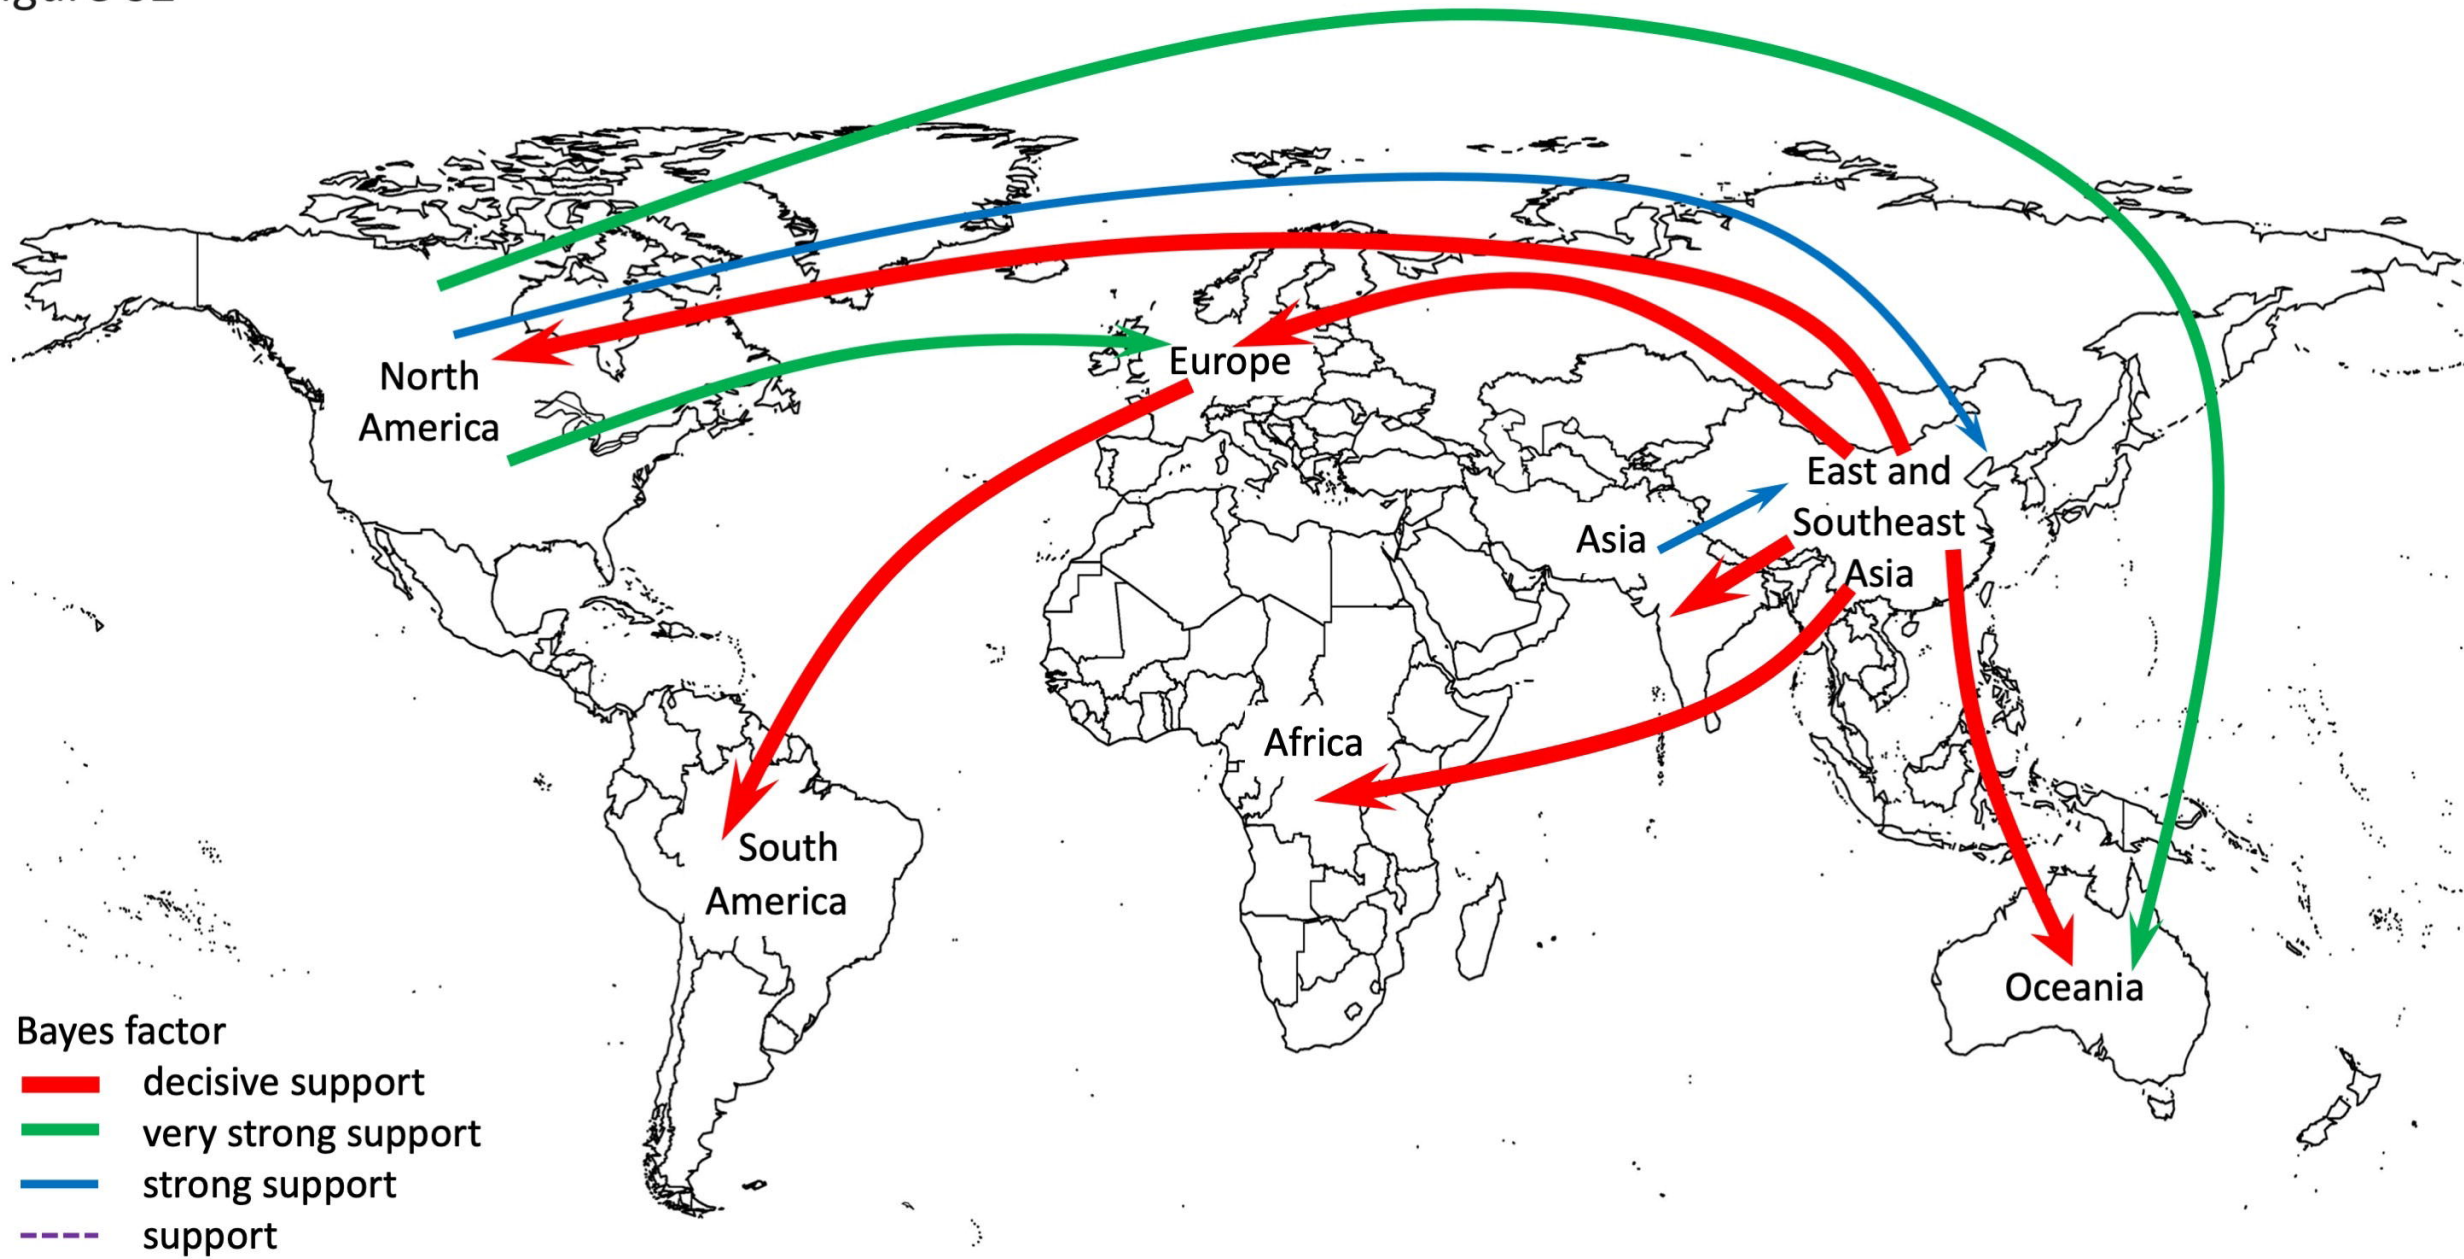 North
America
Europe
East and
Southeast
Asia
Asia
Africa
South
America
Oceania
Bayes factor
decisive support
very strong support
strong support
support